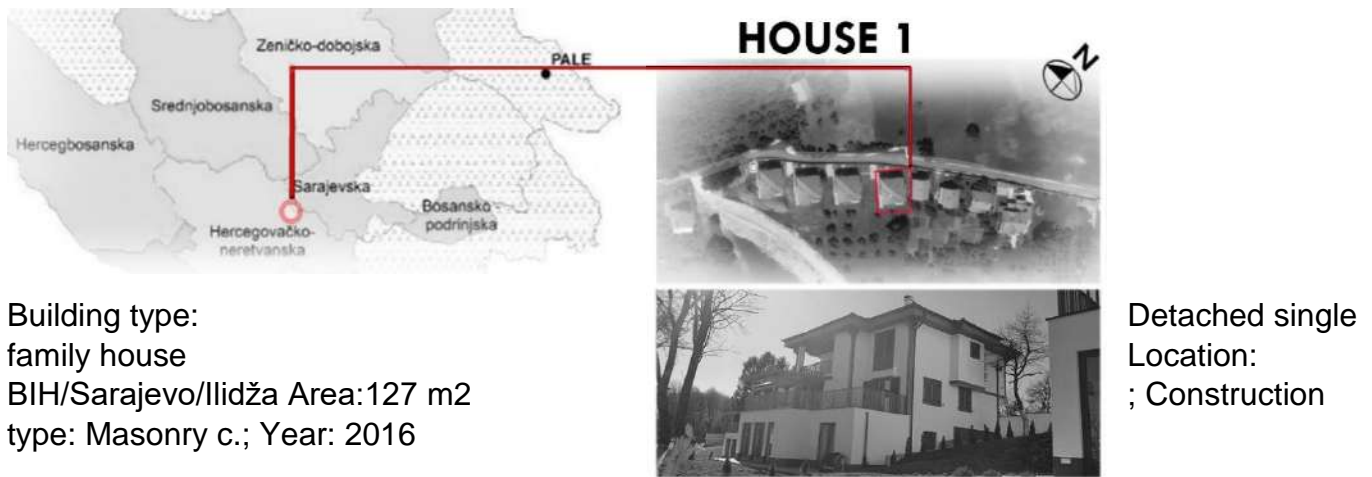 HOUSE 1
N
Zeničko-dobojska
PALE
Srednjobosanska
Hercegbosanska
Sarajevska
Bosansko -
podrinjska
Hercegovačko-
neretvanska
Building type: Detached single
family house Location:
BIH/Sarajevo/Ilidža Area:127 m2 ; Construction
type: Masonry c.; Year: 2016